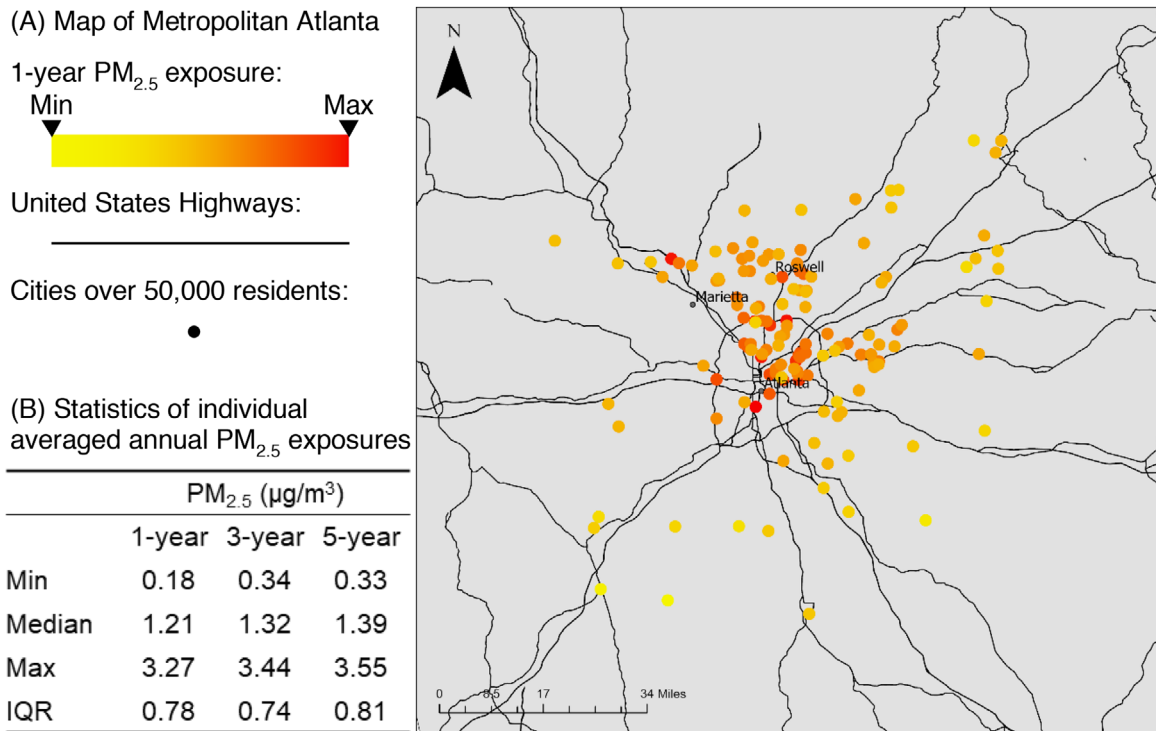 (A) Map of Metropolitan Atlanta
1-year PM2.5 exposure:
Min Max
United States Highways:
Cities over 50,000 residents:
(B) Statistics of individual
averaged annual PM2.5 exposures
PM2.5 (µg/m³)
1-year 3-year 5-year
Min 0.18 0.34 0.33
Median 1.21 1.32 1.39
Max 3.27 3.44 3.55
IQR 0.78 0.74 0.81
N
Roswell
Marietta
Atlanta
0 8.5 17 34 Miles